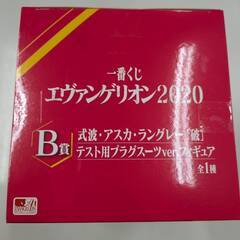 一番くじ
エヴァンゲリオン2020
B賞
式波・アスカ・ラングレー［破］
テスト用プラグスーツver.フィギュア
全1種